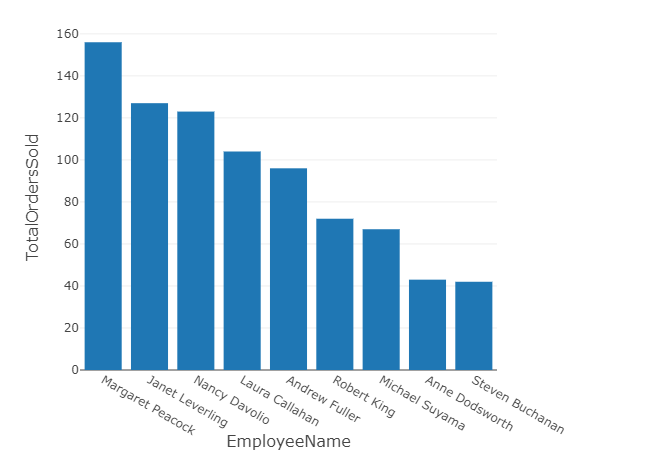 160
140
120
100
80
60
40
20
0
TotalOrdersSold
Margaret Peacock
Janet Leverling
Nancy Davolio
Laura Callahan
Andrew Fuller
Robert King
Michael Suyama
Anne Dodsworth
Steven Buchanan
EmployeeName